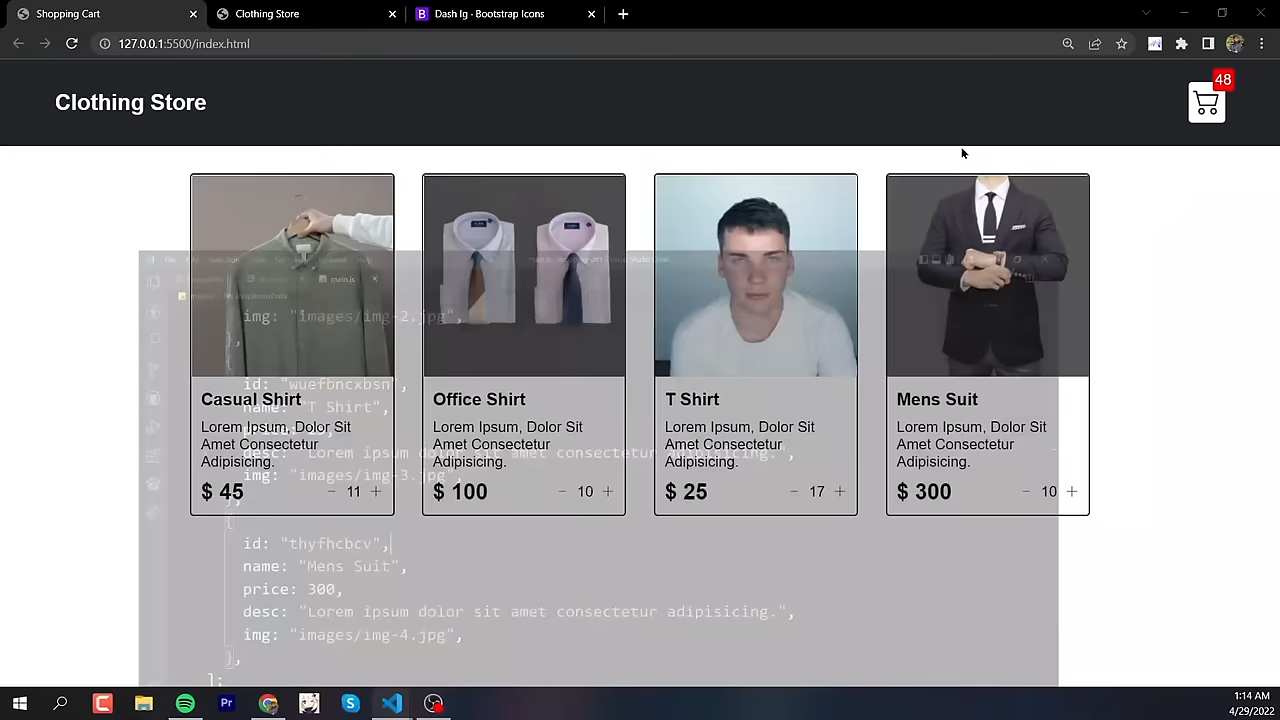 Shopping Cart
Clothing Store
Dash lg · Bootstrap Icons
127.0.0.1:5500/index.html
Clothing Store
48
File
main.js
img: "images/img-2.jpg",
},
{
id: "wuefbncxbsn",
name: "T Shirt",
desc: "Lorem ipsum dolor sit amet consectetur adipisicing.",
img: "images/img-3.jpg",
Casual Shirt
Lorem Ipsum, Dolor Sit
Amet Consectetur
Adipisicing.
$ 45
− 11 +
Office Shirt
Lorem Ipsum, Dolor Sit
Amet Consectetur
Adipisicing.
$ 100
− 10 +
T Shirt
Lorem Ipsum, Dolor Sit
Amet Consectetur
Adipisicing.
$ 25
− 17 +
Mens Suit
Lorem Ipsum, Dolor Sit
Amet Consectetur
Adipisicing.
$ 300
− 10 +
{
id: "thyfhcbcv",
name: "Mens Suit",
price: 300,
desc: "Lorem ipsum dolor sit amet consectetur adipisicing.",
img: "images/img-4.jpg",
},
];
1:14 AM
4/29/2022